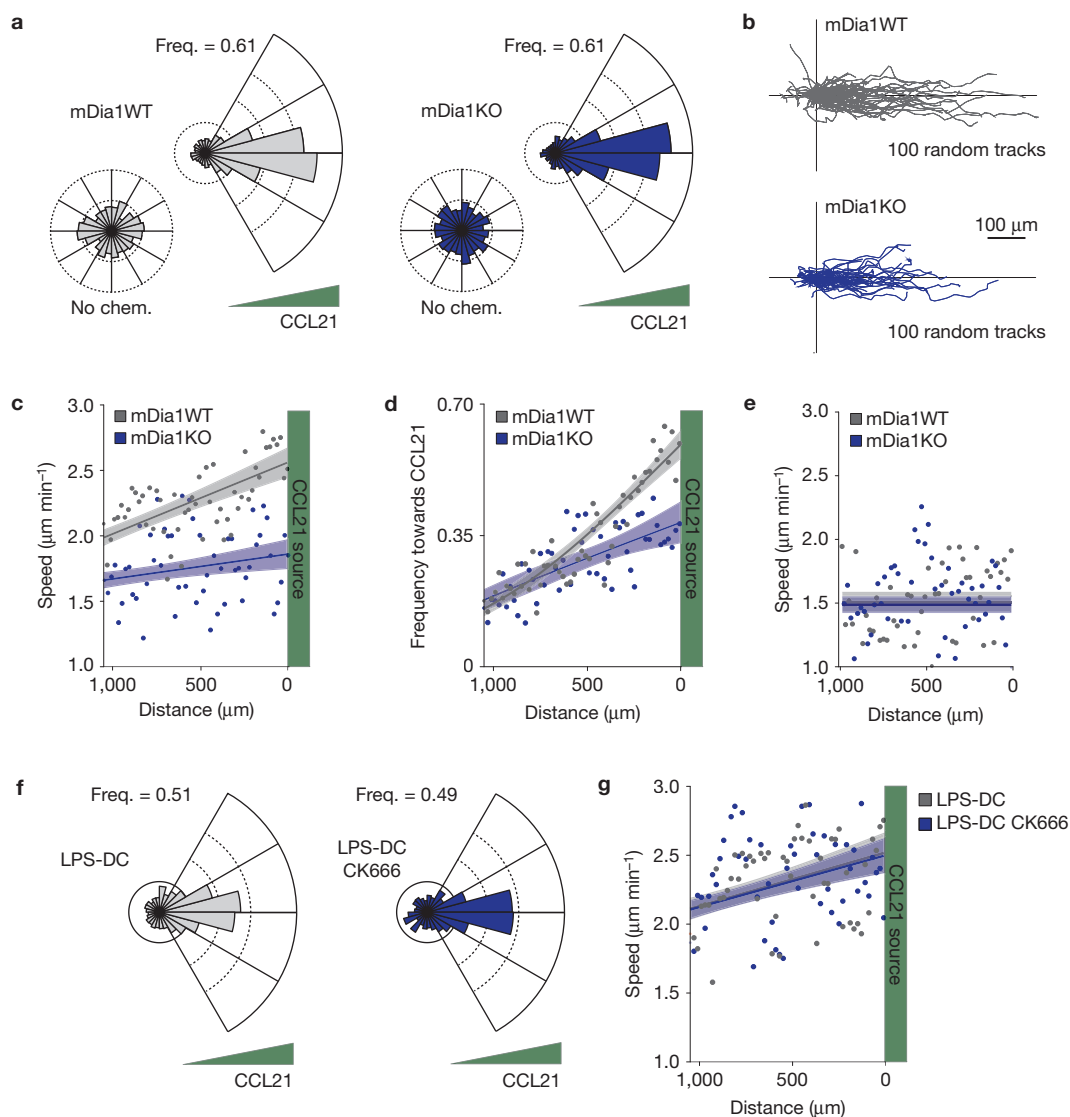 a
Freq. = 0.61
mDia1WT
No chem.
CCL21
Freq. = 0.61
mDia1KO
No chem.
CCL21
b
mDia1WT
100 random tracks
mDia1KO
100 μm
100 random tracks
c
mDia1WT
mDia1KO
3.0
2.5
2.0
1.5
1.0
Speed (μm min⁻¹)
1,000
500
0
Distance (μm)
CCL21 source
d
mDia1WT
mDia1KO
0.70
0.35
0
Frequency towards CCL21
1,000
500
0
Distance (μm)
CCL21 source
e
mDia1WT
mDia1KO
3.0
2.5
2.0
1.5
1.0
Speed (μm min⁻¹)
1,000
500
0
Distance (μm)
f
Freq. = 0.51
LPS-DC
CCL21
Freq. = 0.49
LPS-DC
CK666
CCL21
g
LPS-DC
LPS-DC CK666
3.0
2.5
2.0
1.5
1.0
Speed (μm min⁻¹)
1,000
500
0
Distance (μm)
CCL21 source